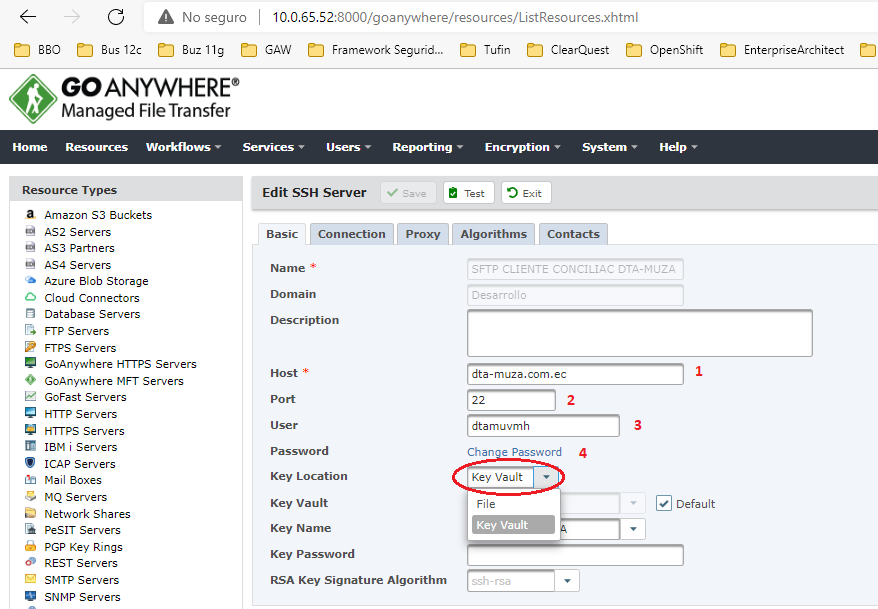 No seguro | 10.0.65.52:8000/goanywhere/resources/ListResources.xhtml
BBO Bus 12c Buz 11g GAW Framework Segurid... Tufin ClearQuest OpenShift EnterpriseArchitect
GO ANYWHERE®
Managed File Transfer
Home Resources Workflows Services Users Reporting Encryption System Help
Resource Types
Amazon S3 Buckets
AS2 Servers
AS3 Partners
AS4 Servers
Azure Blob Storage
Cloud Connectors
Database Servers
FTP Servers
FTPS Servers
GoAnywhere HTTPS Servers
GoAnywhere MFT Servers
GoFast Servers
HTTP Servers
HTTPS Servers
IBM i Servers
ICAP Servers
Mail Boxes
MQ Servers
Network Shares
PeSIT Servers
PGP Key Rings
REST Servers
SMTP Servers
SNMP Servers
Edit SSH Server Save Test Exit
Basic Connection Proxy Algorithms Contacts
Name * SFTP CLIENTE CONCILIAC DTA-MUZA
Domain Desarrollo
Description
Host * dta-muza.com.ec 1
Port 22 2
User dtamuvmh 3
Password Change Password 4
Key Location Key Vault
File
Key Vault Default
Key Vault
Key Name A
Key Password
RSA Key Signature Algorithm ssh-rsa